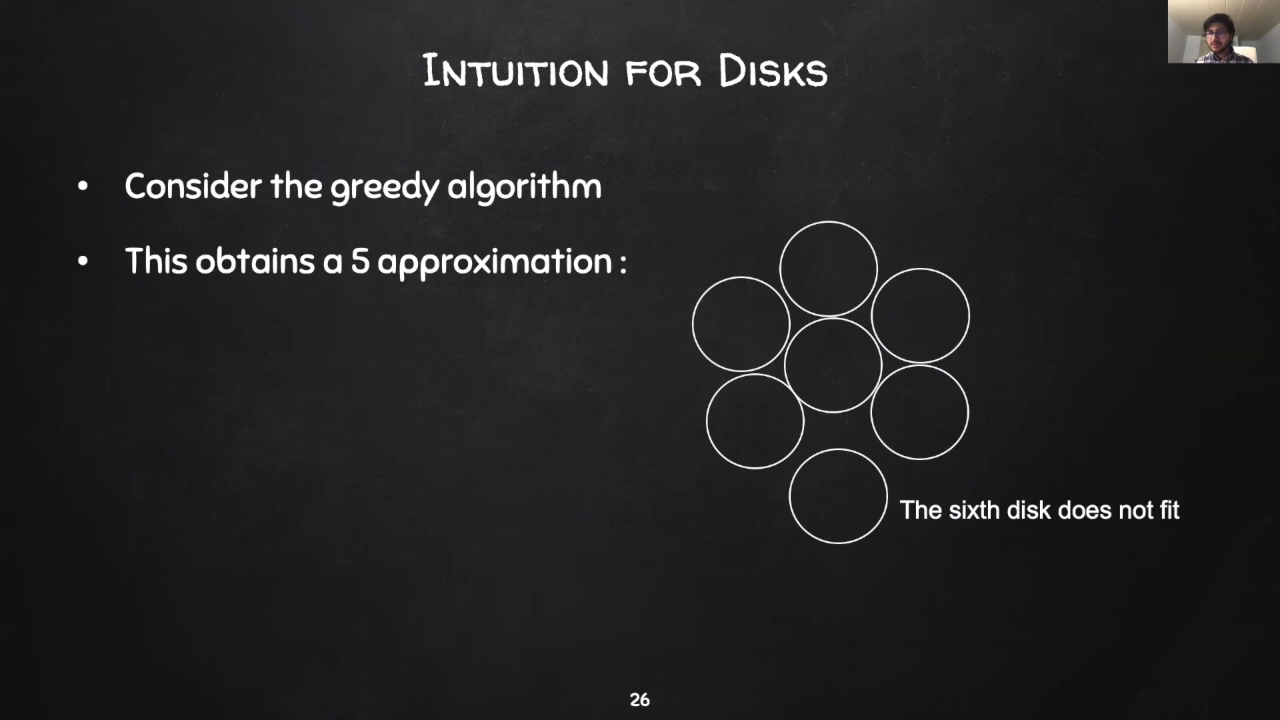 Intuition for Disks
• Consider the greedy algorithm
• This obtains a 5 approximation :
The sixth disk does not fit
26